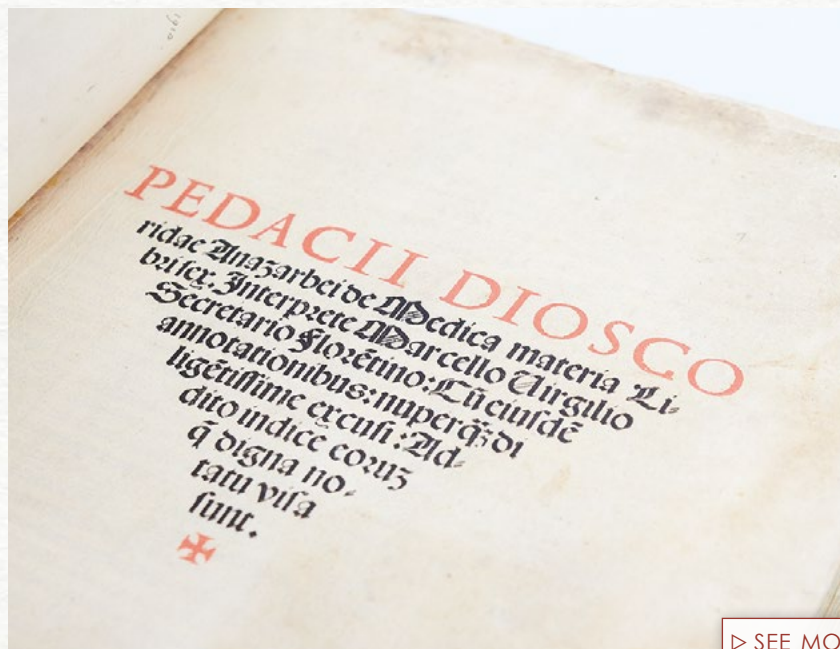 PEDACII DIOSCO
ridae Anazarbei de Medica materia Li-
bri sex. Interprete Marcello Virgilio
Secretario Florētino: Cū eiusdē
annotationibus: nuperq̄ȝ di
ligētissime excusi: Ad-
dito indice eoruȝ
q̄ digna no-
tatu visa
sunt.
▷ SEE MO